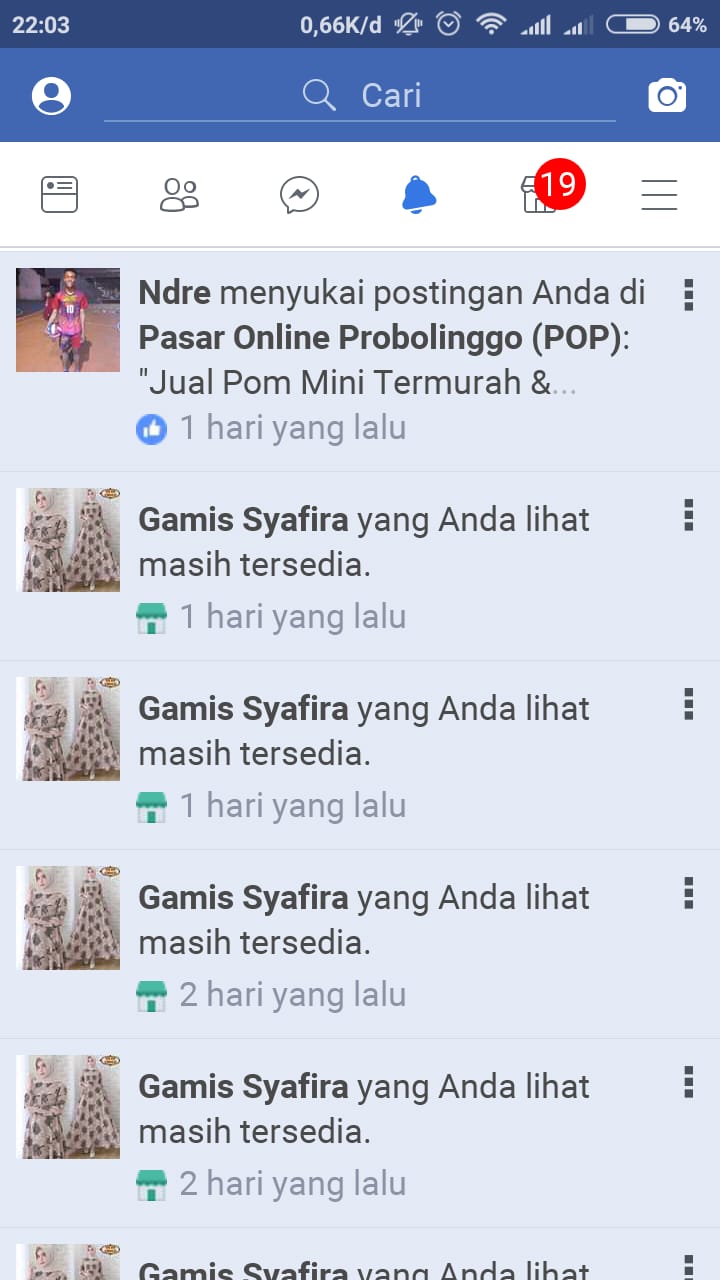 22:03 0,66K/d 64%
Cari
19
Ndre menyukai postingan Anda di
Pasar Online Probolinggo (POP):
"Jual Pom Mini Termurah &...
1 hari yang lalu
Gamis Syafira yang Anda lihat
masih tersedia.
1 hari yang lalu
Gamis Syafira yang Anda lihat
masih tersedia.
1 hari yang lalu
Gamis Syafira yang Anda lihat
masih tersedia.
2 hari yang lalu
Gamis Syafira yang Anda lihat
masih tersedia.
2 hari yang lalu
Gamis Syafira yang Anda lihat